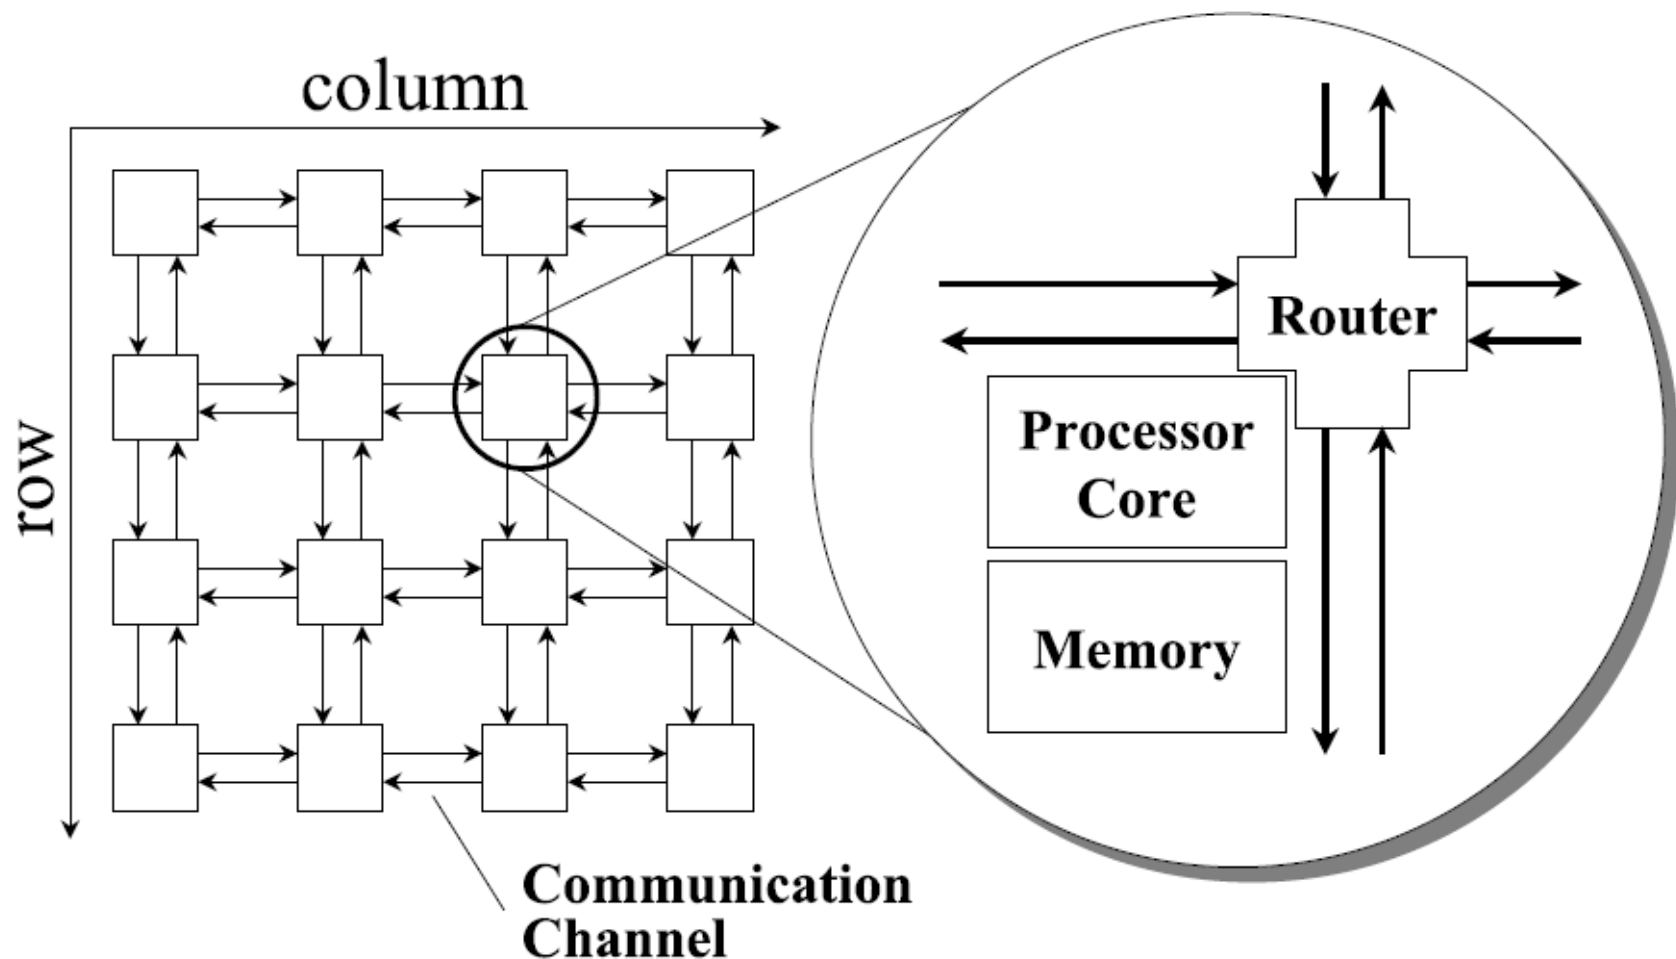 column
row
Router
Processor
Core
Memory
Communication
Channel